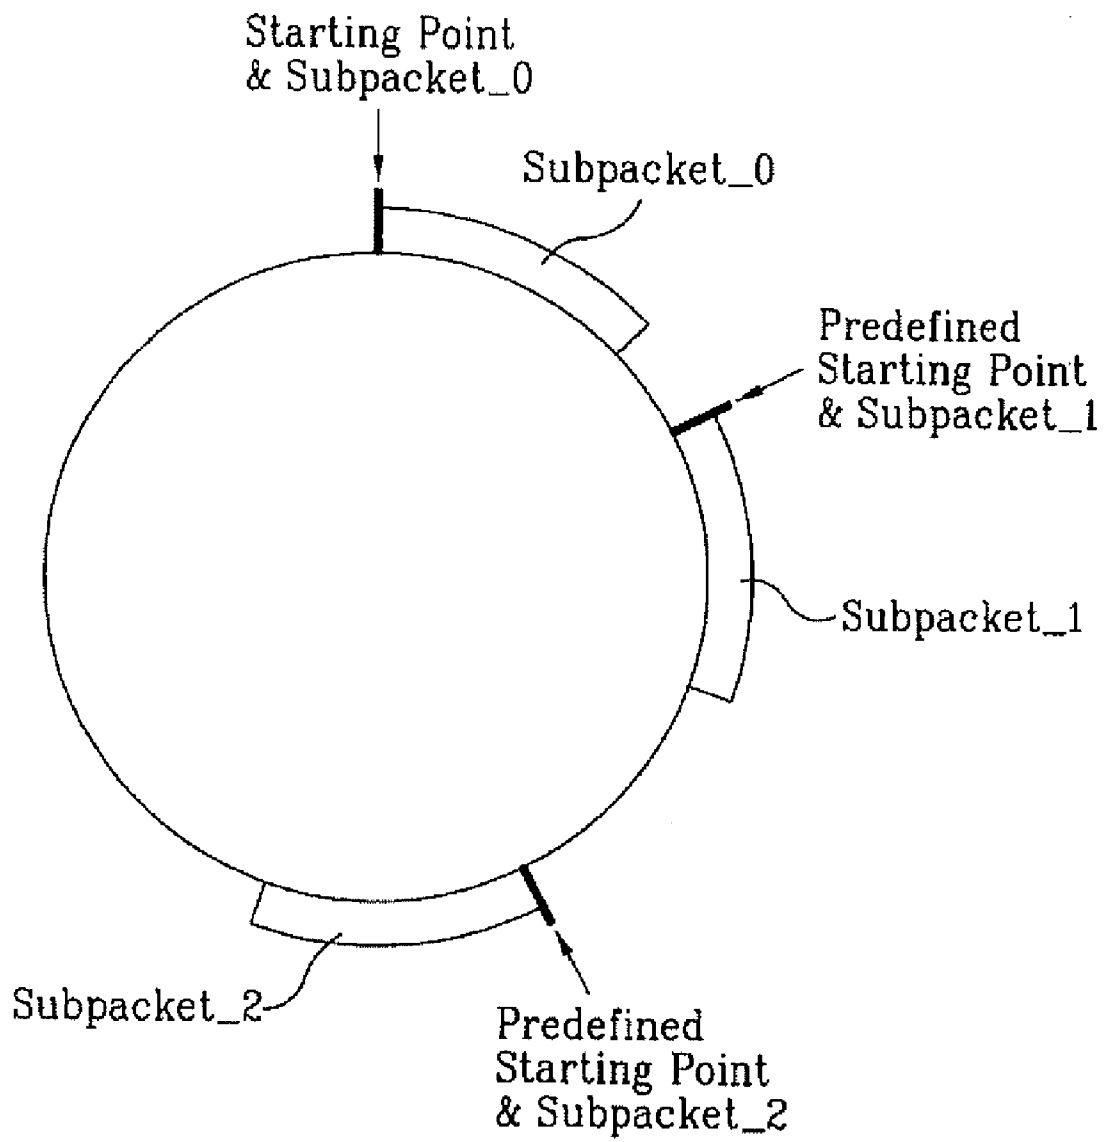 Starting Point
& Subpacket_0
Subpacket_0
Predefined
Starting Point
& Subpacket_1
Subpacket_1
Subpacket_2
Predefined
Starting Point
& Subpacket_2